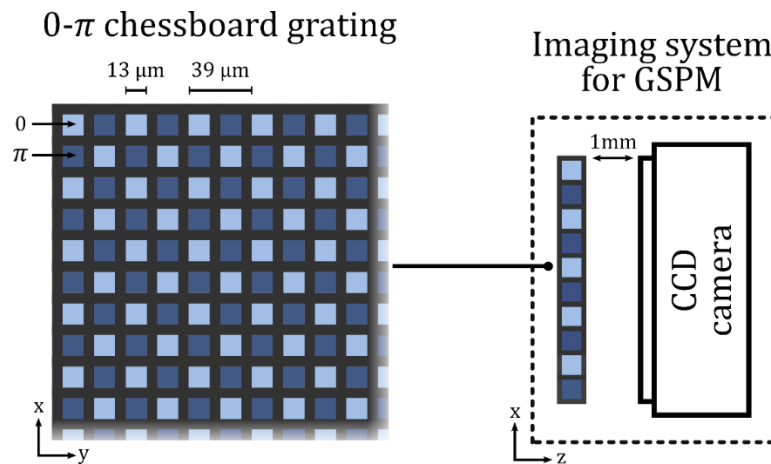 0-π chessboard grating
13 μm
39 μm
0
π
x
y
Imaging system
for GSPM
1mm
CCD
camera
x
z